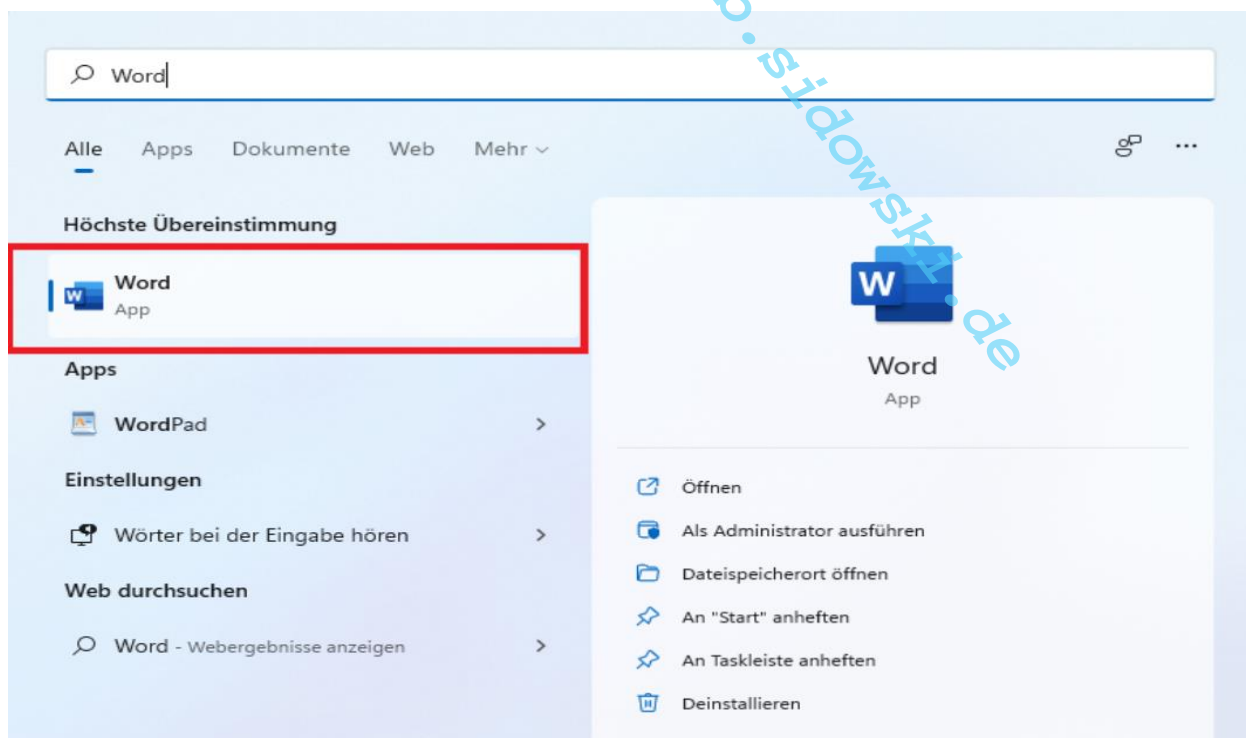 Word
Alle Apps Dokumente Web Mehr
Höchste Übereinstimmung
Word
App
Apps
WordPad
Einstellungen
Wörter bei der Eingabe hören
Web durchsuchen
Word - Webergebnisse anzeigen
W
Word
App
Öffnen
Als Administrator ausführen
Dateispeicherort öffnen
An "Start" anheften
An Taskleiste anheften
Deinstallieren
.sidowski.de